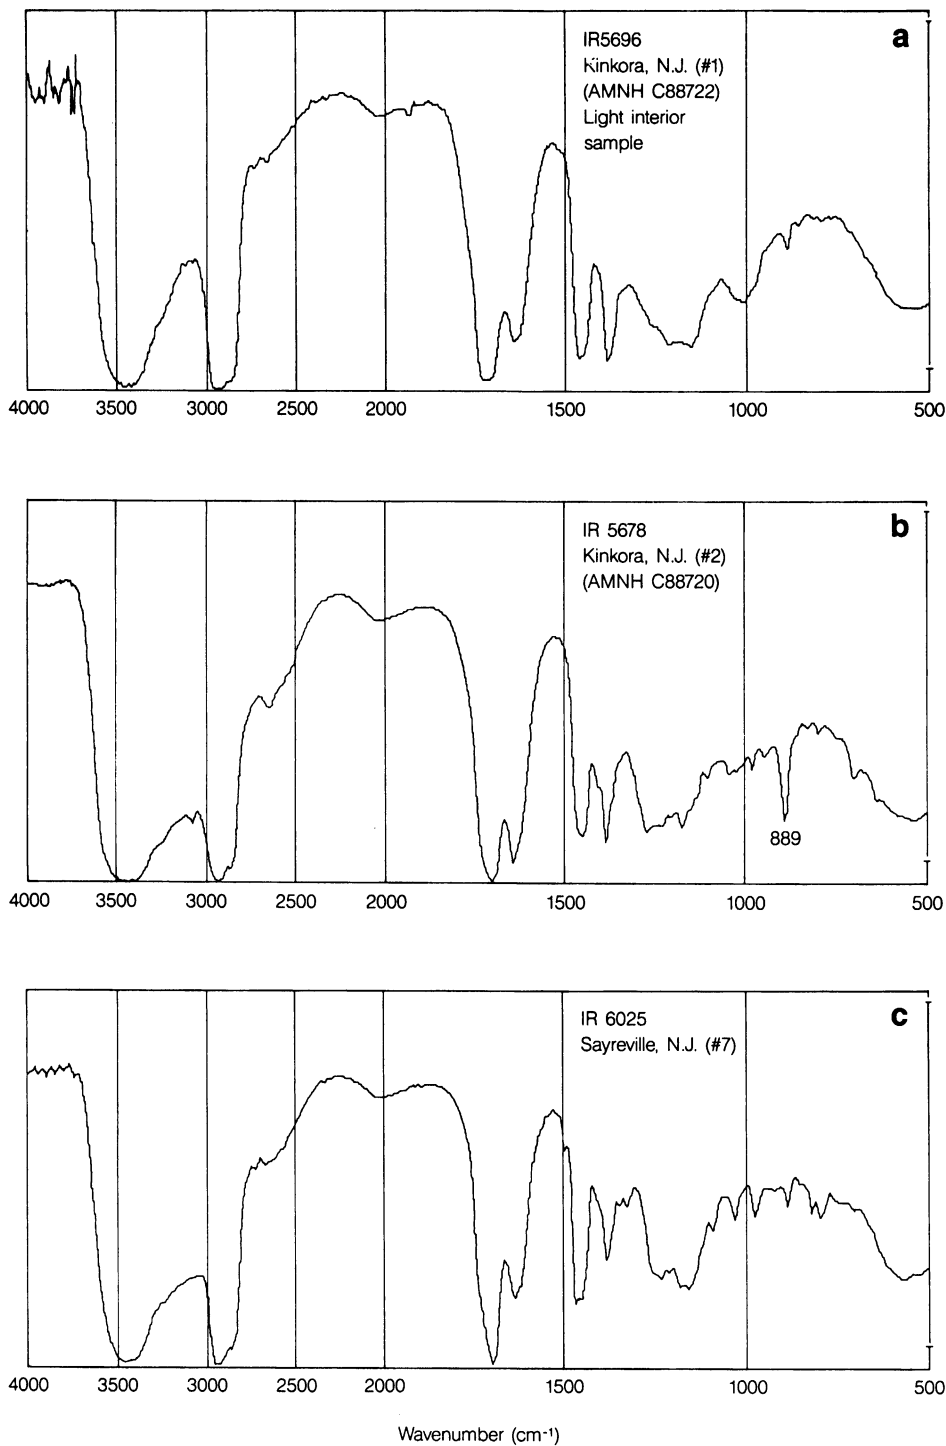 a
IR5696
Kinkora, N.J. (#1)
(AMNH C88722)
Light interior
sample
4000 3500 3000 2500 2000 1500 1000 500
b
IR 5678
Kinkora, N.J. (#2)
(AMNH C88720)
889
4000 3500 3000 2500 2000 1500 1000 500
c
IR 6025
Sayreville, N.J. (#7)
4000 3500 3000 2500 2000 1500 1000 500
Wavenumber (cm⁻¹)